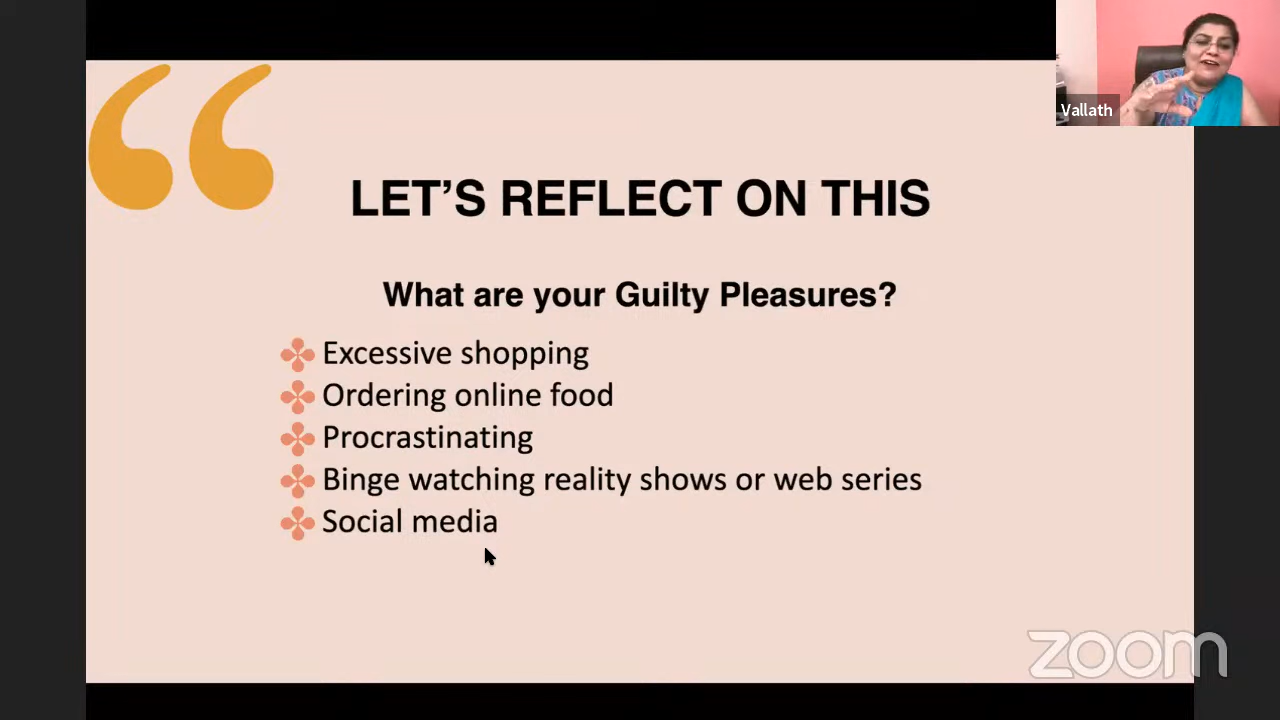 Vallath
LET’S REFLECT ON THIS
What are your Guilty Pleasures?
Excessive shopping
Ordering online food
Procrastinating
Binge watching reality shows or web series
Social media
zoom